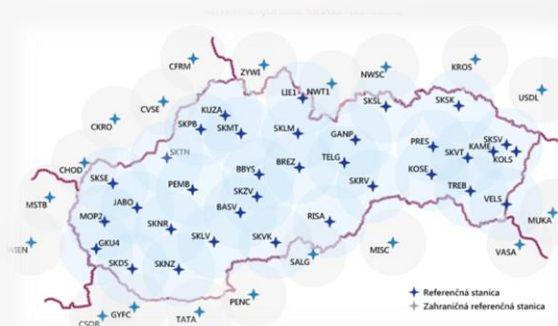 CFRM
ZYWI
NWSC
KROS
LIE1
NWT1
USDL
CVSE
KUZA
SKSL
SKSK
CKRO
SKPB
SKMT
SKLM
GANP
PRES
SKSV
KAME
SKVT
KOLS
SKTN
CHOD
BBYS
BREZ
TELG
KOSE
SKSE
PEMB
SKZV
SKRV
TREB
MSTB
JABO
BASV
VELS
MOP2
RISA
MUKA
SKNR
WIEN
GKU4
SKLV
SKVK
MISC
VASA
SALG
SKDS
SKNZ
PENC
GYFC
TATA
CSOR
Referenčná stanica
Zahraničná referenčná stanica